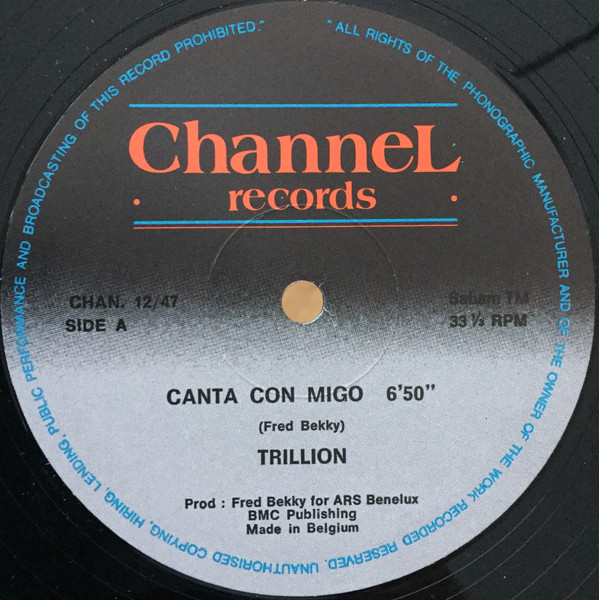 "ALL RIGHTS OF THE PHONOGRAPHIC MANUFACTURER AND OF THE OWNER OF THE WORK RECORDED RESERVED. UNAUTHORISED COPYING, HIRING, LENDING, PUBLIC PERFORMANCE AND BROADCASTING OF THIS RECORD PROHIBITED."
ChanneL
· records ·
CHAN. 12/47
Sabam TM
SIDE A
33 ⅓ RPM
CANTA CON MIGO 6'50"
(Fred Bekky)
TRILLION
Prod : Fred Bekky for ARS Benelux
BMC Publishing
Made in Belgium